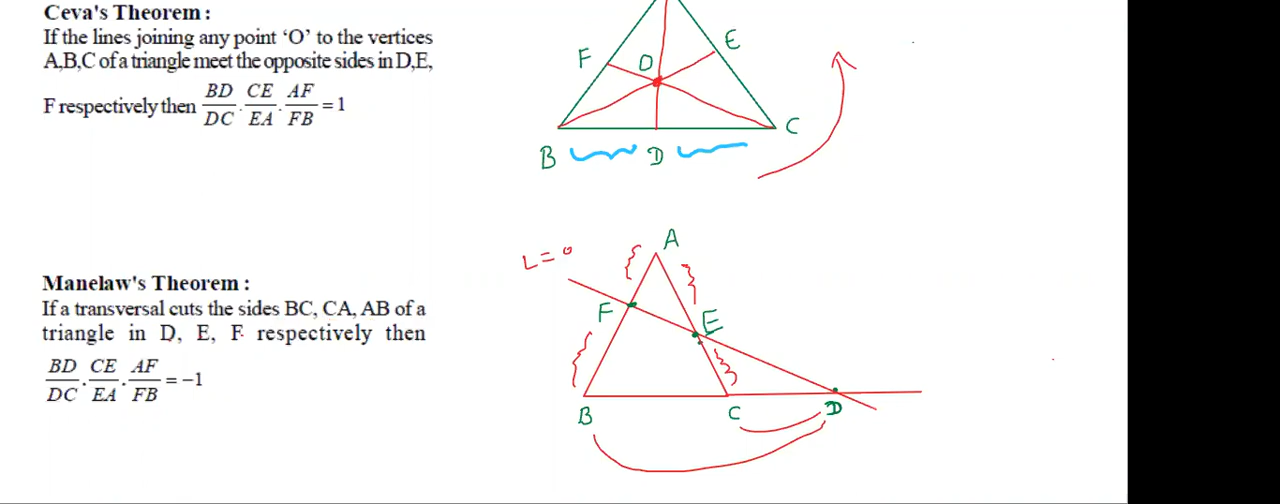 Ceva's Theorem :
If the lines joining any point ‘O’ to the vertices
A,B,C of a triangle meet the opposite sides in D,E,
F respectively then BD/DC . CE/EA . AF/FB = 1
F
E
O
B
D
C
Manelaw's Theorem :
If a transversal cuts the sides BC, CA, AB of a
triangle in D, E, F respectively then
BD/DC . CE/EA . AF/FB = -1
L = 0
A
F
E
B
C
D